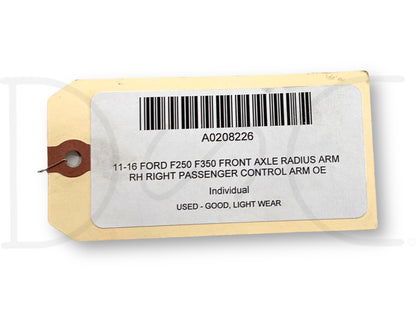 A0208226
11-16 FORD F250 F350 FRONT AXLE RADIUS ARM
RH RIGHT PASSENGER CONTROL ARM OE
Individual
USED - GOOD, LIGHT WEAR